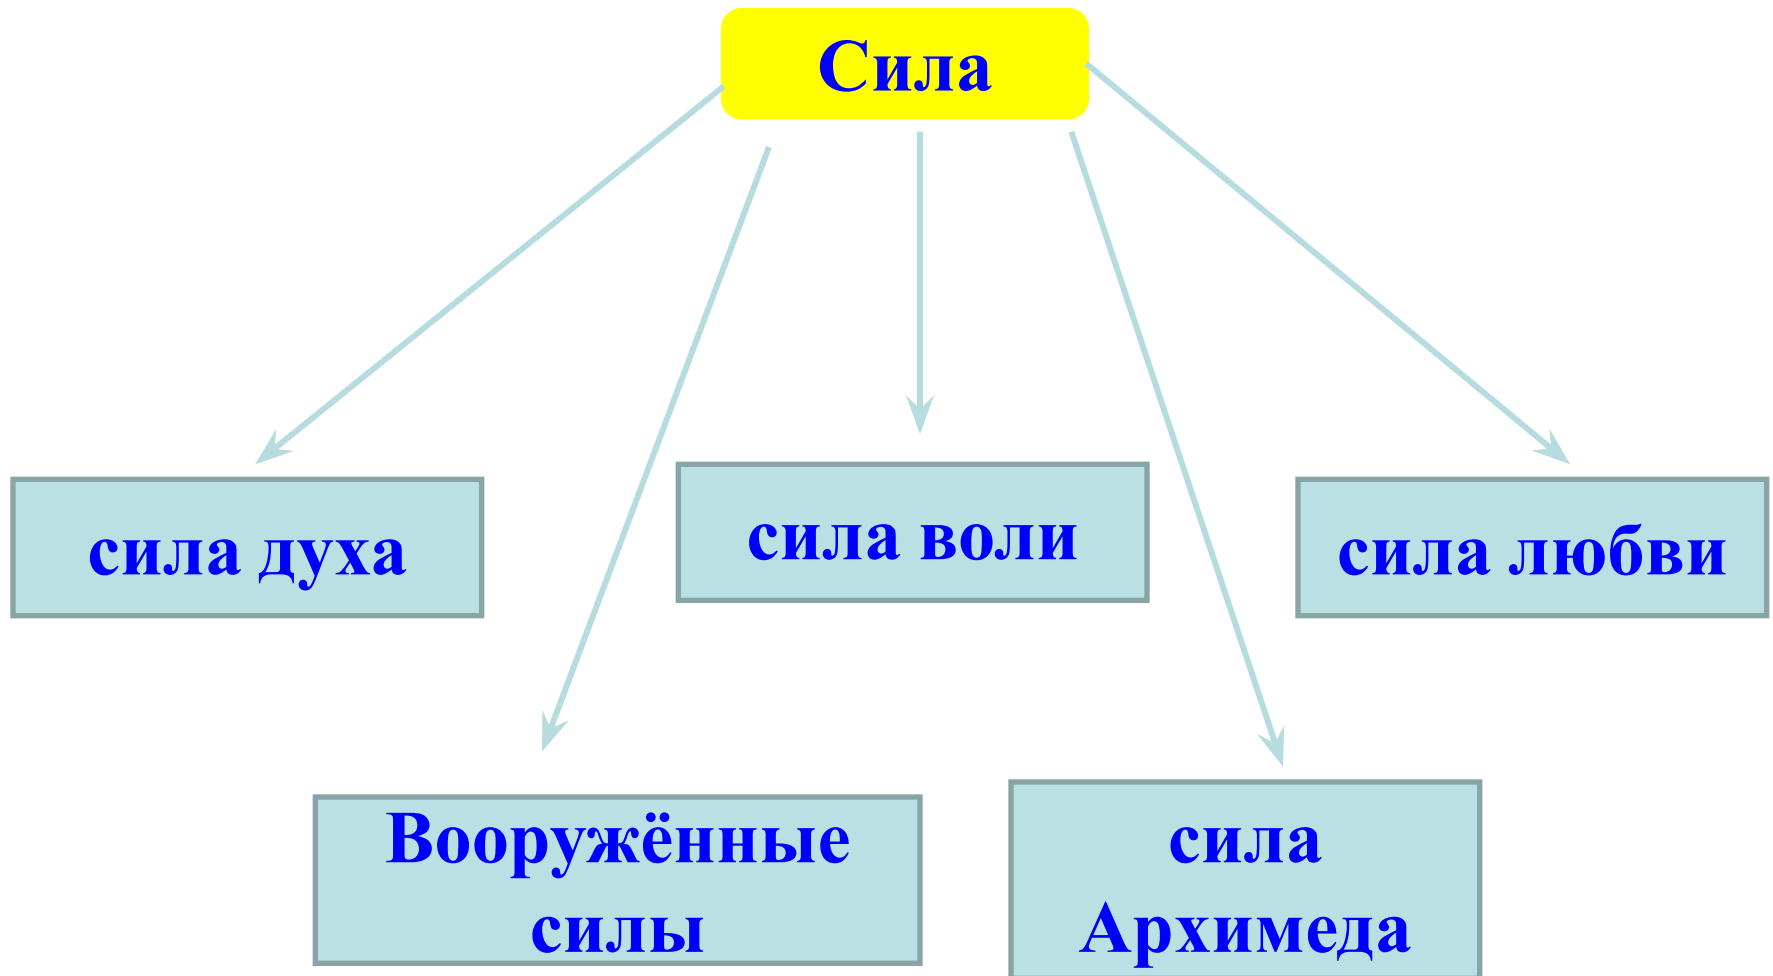 Сила
сила духа
сила воли
сила любви
Вооружённые
силы
сила
Архимеда